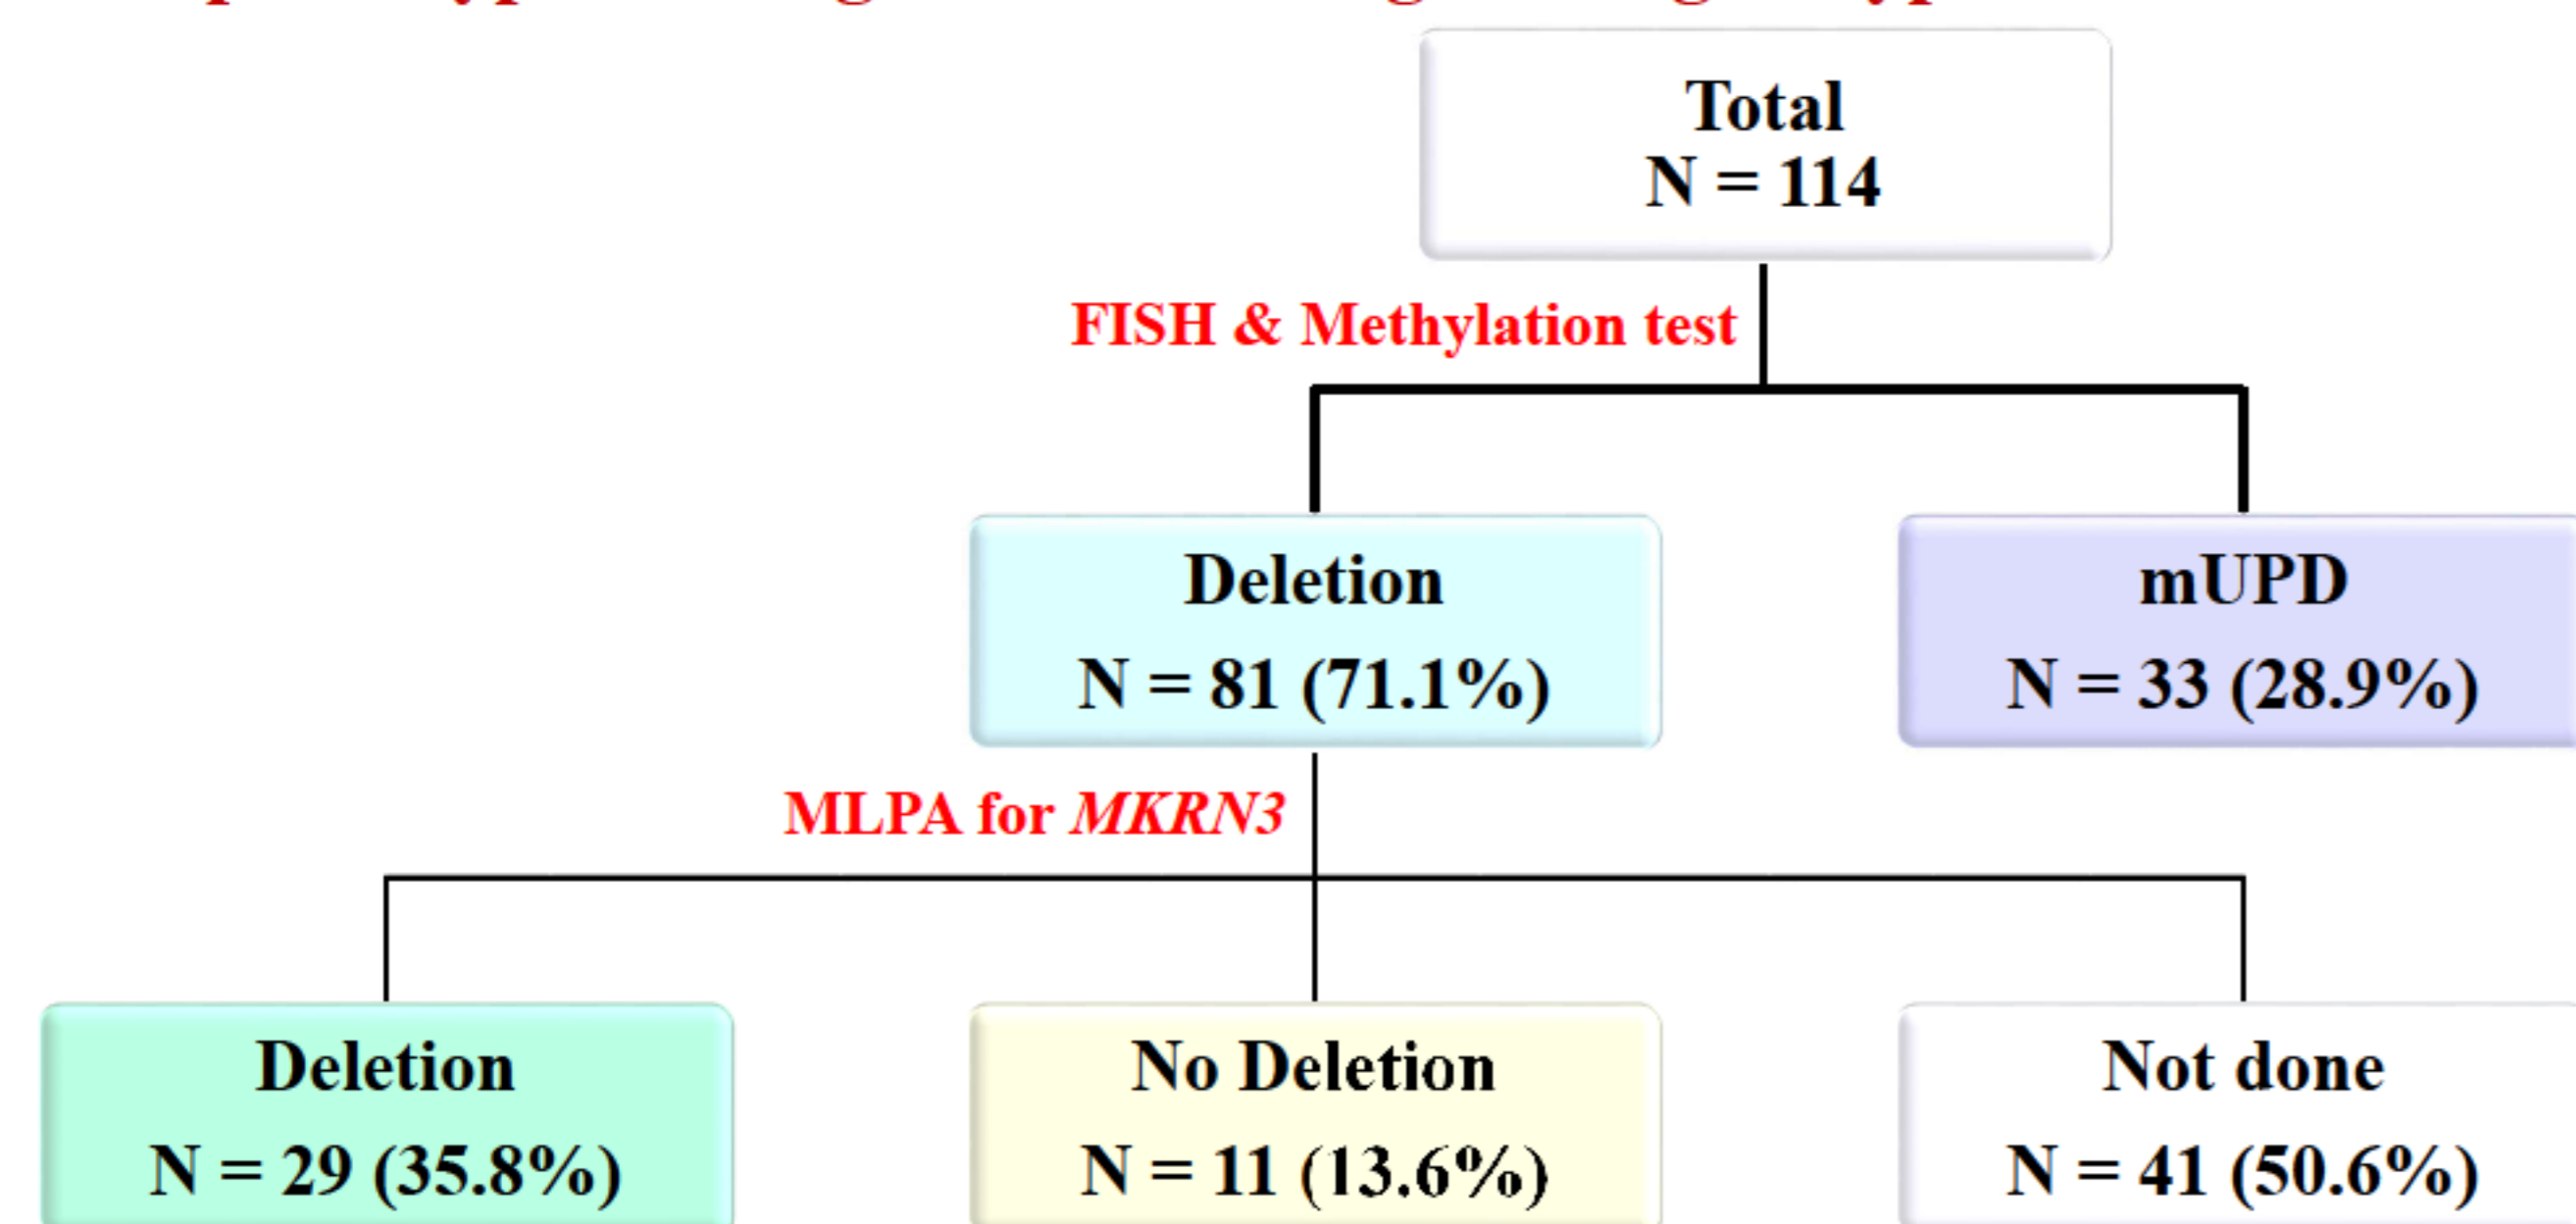 Total
N = 114
FISH & Methylation test
Deletion
N = 81 (71.1%)
mUPD
N = 33 (28.9%)
MLPA for MKRN3
Deletion
N = 29 (35.8%)
No Deletion
N = 11 (13.6%)
Not done
N = 41 (50.6%)